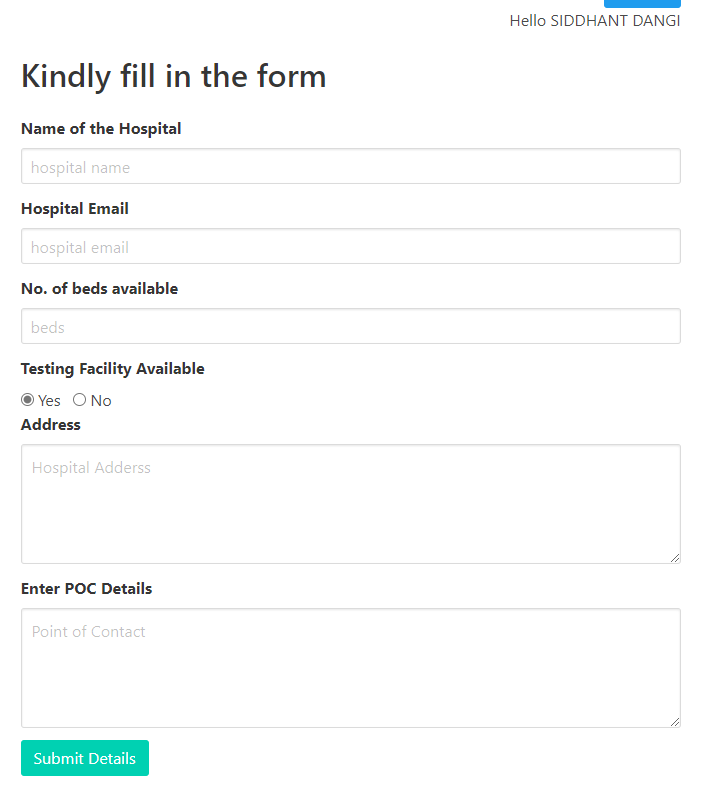 Hello SIDDHANT DANGI
Kindly fill in the form
Name of the Hospital
hospital name
Hospital Email
hospital email
No. of beds available
beds
Testing Facility Available
Yes No
Address
Hospital Adderss
Enter POC Details
Point of Contact
Submit Details